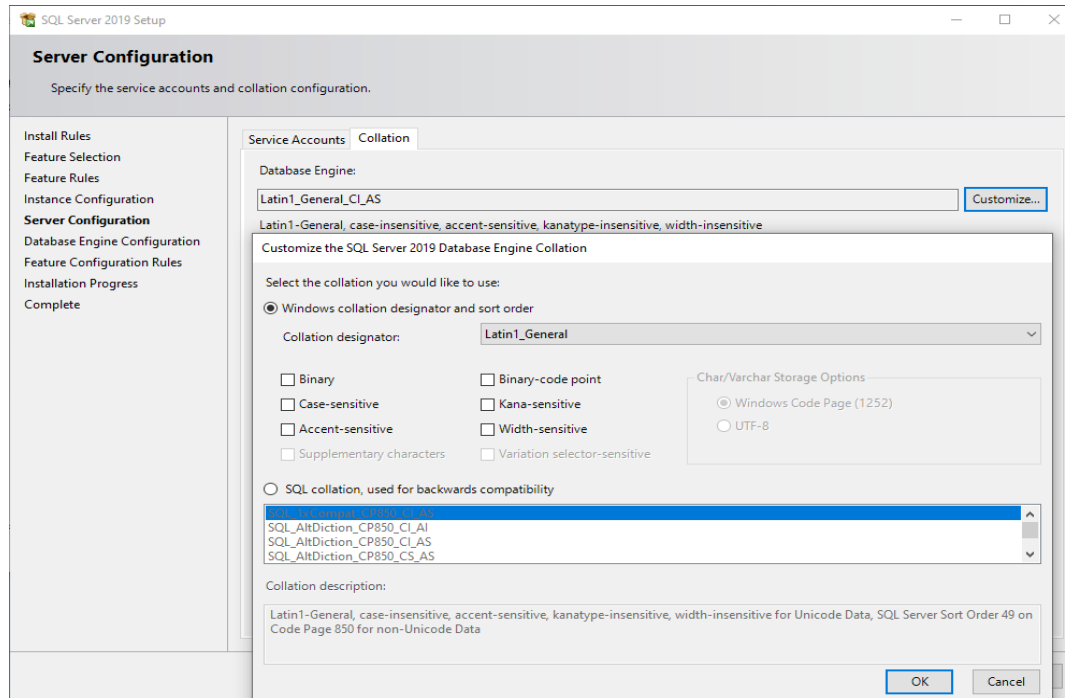 SQL Server 2019 Setup
Server Configuration
Specify the service accounts and collation configuration.
Install Rules
Feature Selection
Feature Rules
Instance Configuration
Server Configuration
Database Engine Configuration
Feature Configuration Rules
Installation Progress
Complete
Service Accounts Collation
Database Engine:
Latin1_General_CI_AS Customize...
Latin1-General, case-insensitive, accent-sensitive, kanatype-insensitive, width-insensitive
Customize the SQL Server 2019 Database Engine Collation
Select the collation you would like to use:
Windows collation designator and sort order
Collation designator: Latin1_General
Binary Binary-code point Char/Varchar Storage Options
Case-sensitive Kana-sensitive Windows Code Page (1252)
Accent-sensitive Width-sensitive UTF-8
Supplementary characters Variation selector-sensitive
SQL collation, used for backwards compatibility
SQL_1xCompat_CP850_CI_AS
SQL_AltDiction_CP850_CI_AI
SQL_AltDiction_CP850_CI_AS
SQL_AltDiction_CP850_CS_AS
Collation description:
Latin1-General, case-insensitive, accent-sensitive, kanatype-insensitive, width-insensitive for Unicode Data, SQL Server Sort Order 49 on
Code Page 850 for non-Unicode Data
OK Cancel